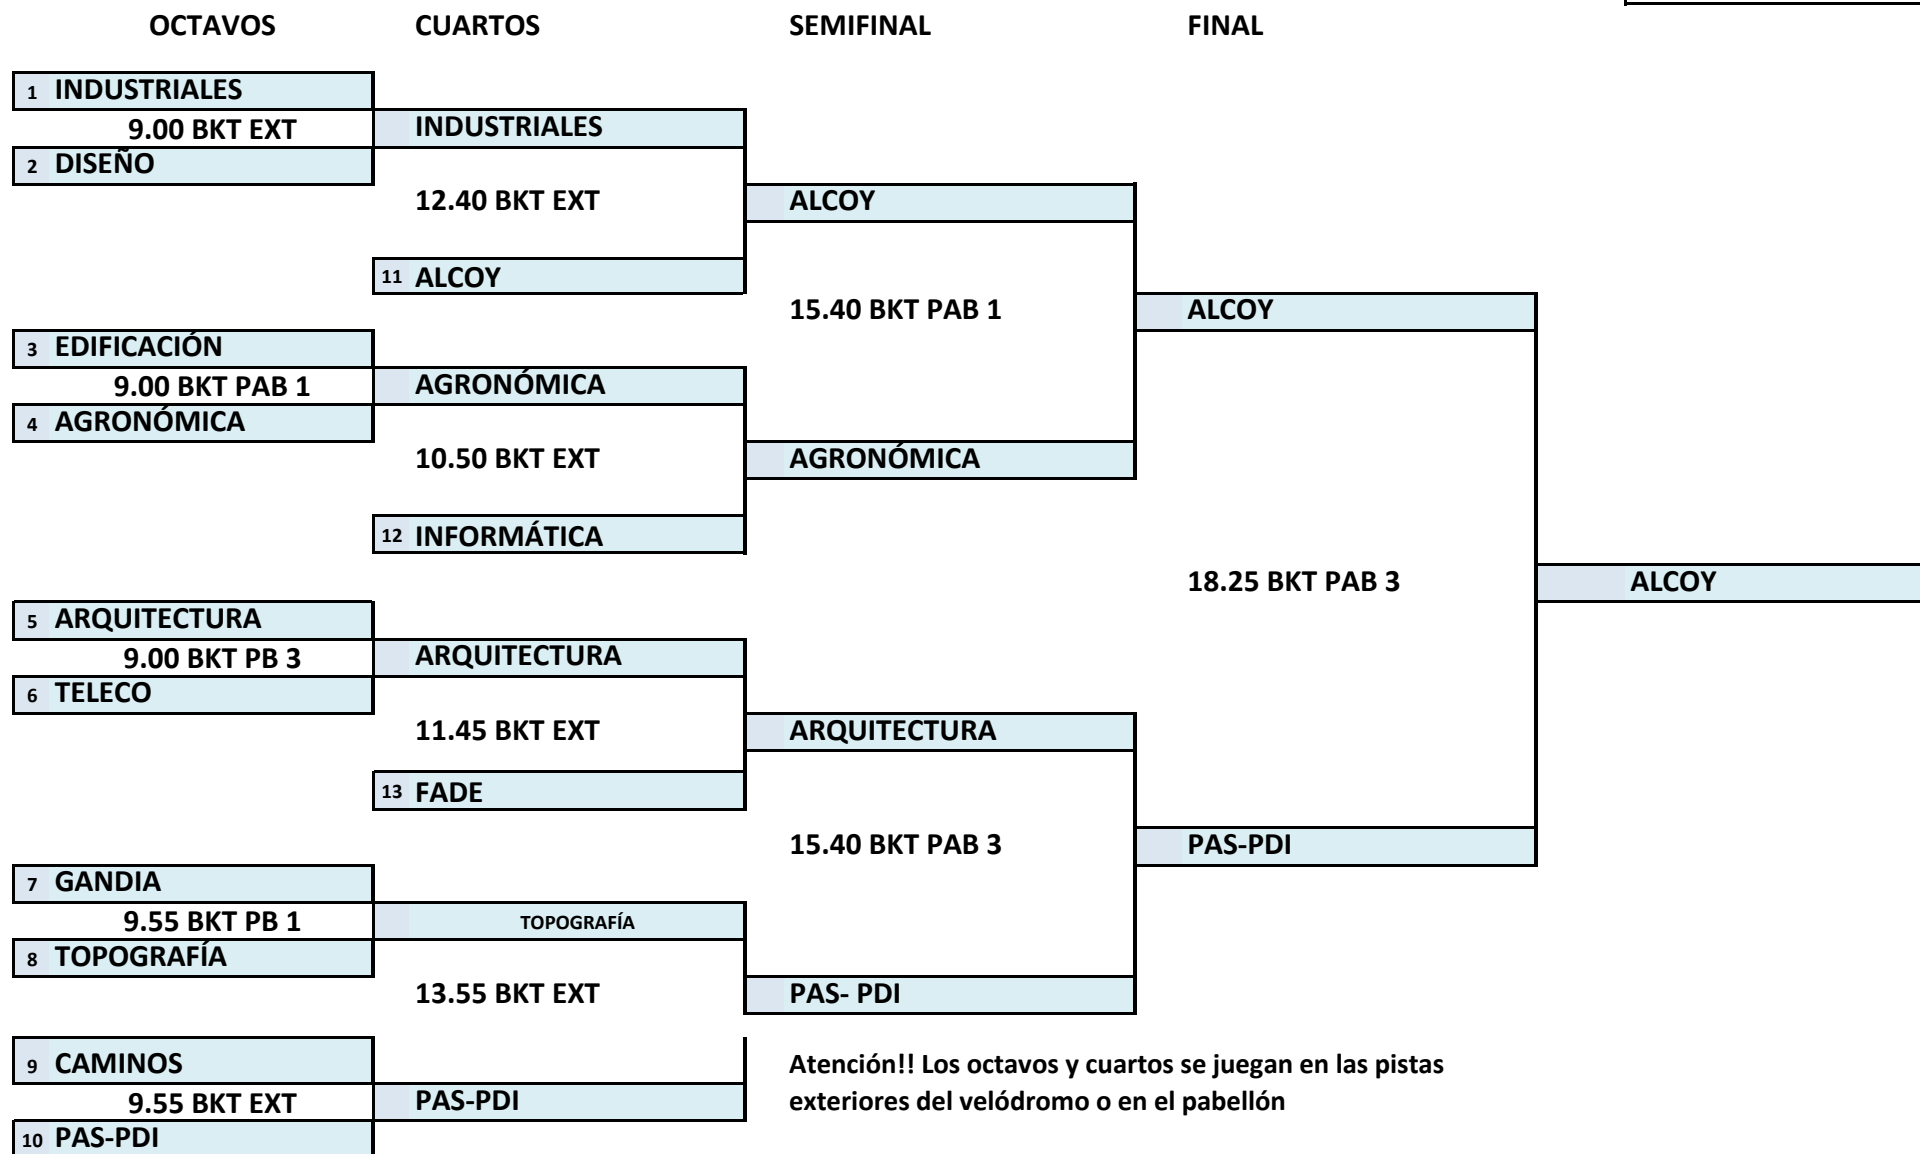 OCTAVOS CUARTOS SEMIFINAL FINAL
1 INDUSTRIALES
9.00 BKT EXT INDUSTRIALES
2 DISEÑO
12.40 BKT EXT ALCOY
11 ALCOY
15.40 BKT PAB 1 ALCOY
3 EDIFICACIÓN
9.00 BKT PAB 1 AGRONÓMICA
4 AGRONÓMICA
10.50 BKT EXT AGRONÓMICA
12 INFORMÁTICA
18.25 BKT PAB 3 ALCOY
5 ARQUITECTURA
9.00 BKT PB 3 ARQUITECTURA
6 TELECO
11.45 BKT EXT ARQUITECTURA
13 FADE
15.40 BKT PAB 3 PAS-PDI
7 GANDIA
9.55 BKT PB 1 TOPOGRAFÍA
8 TOPOGRAFÍA
13.55 BKT EXT PAS- PDI
9 CAMINOS Atención!! Los octavos y cuartos se juegan en las pistas
9.55 BKT EXT PAS-PDI exteriores del velódromo o en el pabellón
10 PAS-PDI